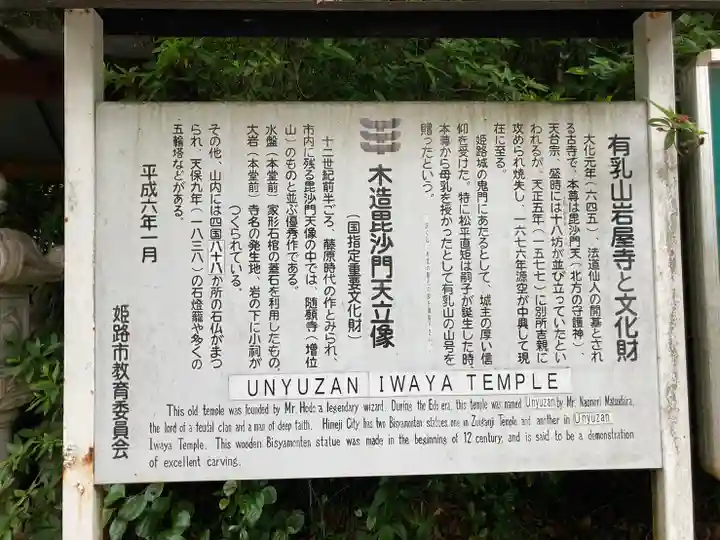 有乳山岩屋寺と文化財
大化元年(六四五)、法道仙人の開基とされ
る古寺で、本尊は毘沙門天(北方の守護神)、
天台宗、盛時には十八坊が並び立っていたとい
われるが、天正五年(一五七七)に別所吉親に
攻められ焼失し、一六七六年源空が中興して現
在に至る。
姫路城の鬼門にあたるとして、城主の厚い信
仰を受けた。特に松平直矩は嗣子が誕生した時、
本尊から母乳を授かったとして有乳山の山号を
贈ったという。
木造毘沙門天立像
(国指定重要文化財)
十二世紀前半ごろ、藤原時代の作とみられ、
市内に残る毘沙門天像の中では、随願寺(増位
山)のものと並ぶ優秀作である。
水盤(本堂前)家形石棺の蓋石を利用したもの。
大岩(本堂前)寺名の発生地、岩の下に小祠が
つくられている。
その他、山内には四国八十八か所の石仏がまつ
られ、天保九年(一八三八)の石燈籠や多くの
五輪塔などがある。
平成六年一月
姫路市教育委員会
UNYUZAN IWAYA TEMPLE
This old temple was founded by Mr. Hodo a legendary wizard. During the Edo era, this temple was named Unyuzan by Mr. Naonori Matsudaira,
the lord of a feudal clan and a man of deep faith. Himeji City has two Bisyamonten statues, one in Zuiganji Temple and another in Unyuzan
Iwaya Temple. This wooden Bisyamonten statue was made in the beginning of 12 century, and is said to be a demonstration
of excellent carving.